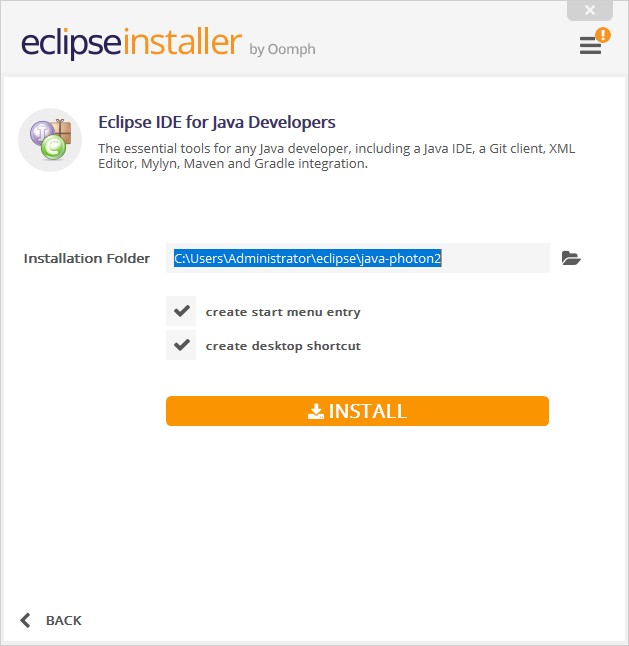 eclipseinstaller by Oomph
!
Eclipse IDE for Java Developers
The essential tools for any Java developer, including a Java IDE, a Git client, XML
Editor, Mylyn, Maven and Gradle integration.
J
C
Installation Folder C:\Users\Administrator\eclipse\java-photon2
create start menu entry
create desktop shortcut
INSTALL
BACK